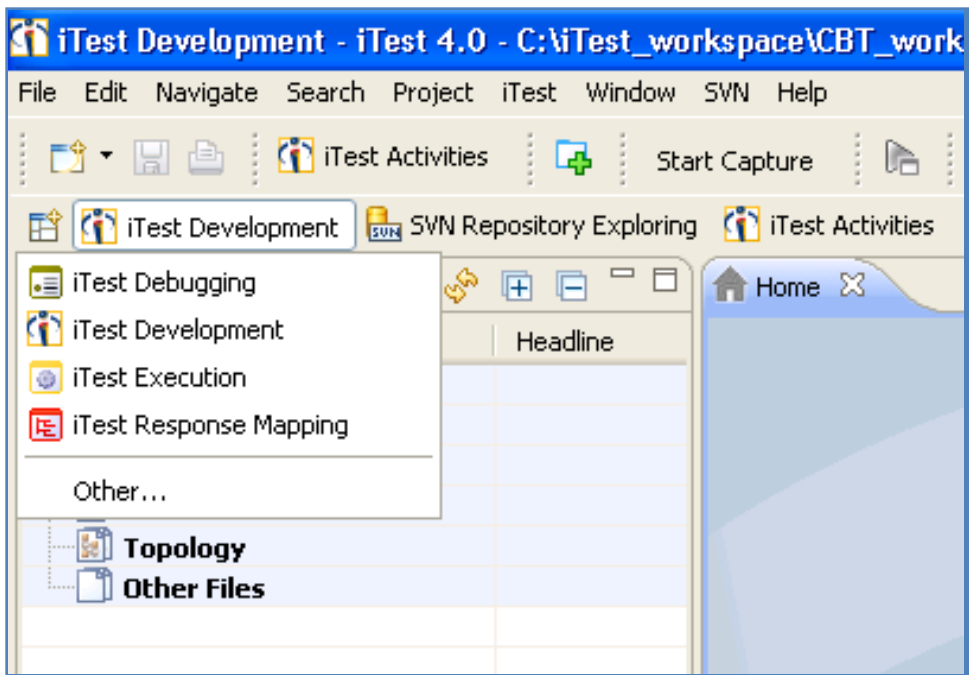 iTest Development - iTest 4.0 - C:\iTest_workspace\CBT_work
File Edit Navigate Search Project iTest Window SVN Help
iTest Activities Start Capture
iTest Development SVN SVN Repository Exploring iTest Activities
iTest Debugging
iTest Development
iTest Execution
iTest Response Mapping
Other...
Home
Headline
Topology
Other Files